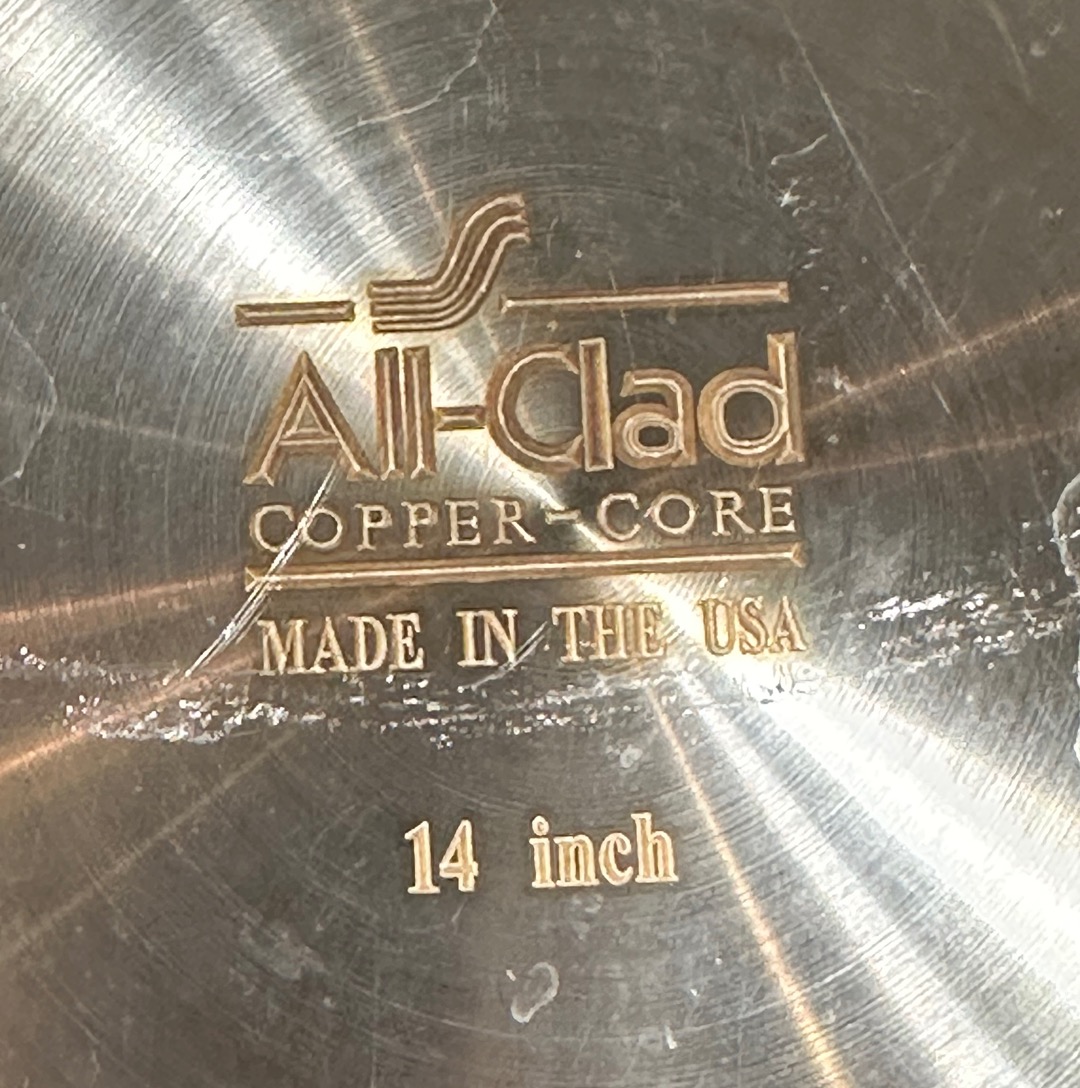 All-Clad
COPPER-CORE
MADE IN THE USA
14 inch